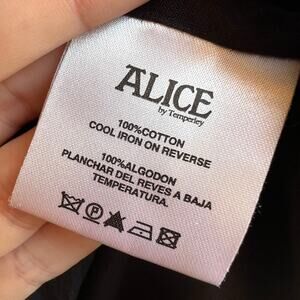 ALICE
by Temperley
100%COTTON
COOL IRON ON REVERSE
100%ALGODON
PLANCHAR DEL REVES A BAJA
TEMPERATURA.
P